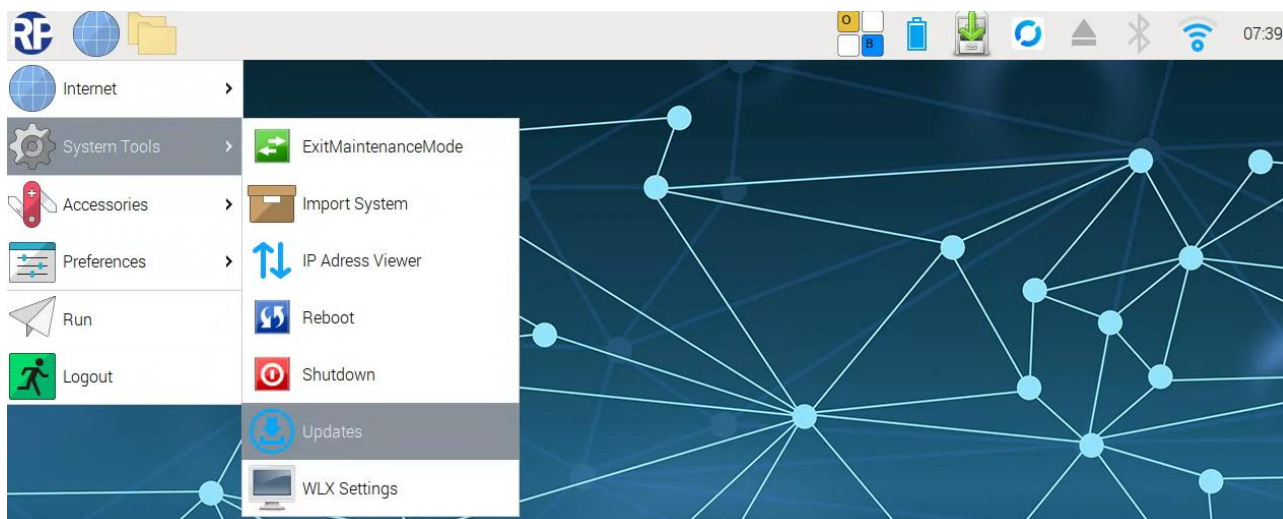 RP
O
B
07:39
Internet
System Tools
Accessories
Preferences
Run
Logout
ExitMaintenanceMode
Import System
IP Adress Viewer
Reboot
Shutdown
Updates
WLX Settings